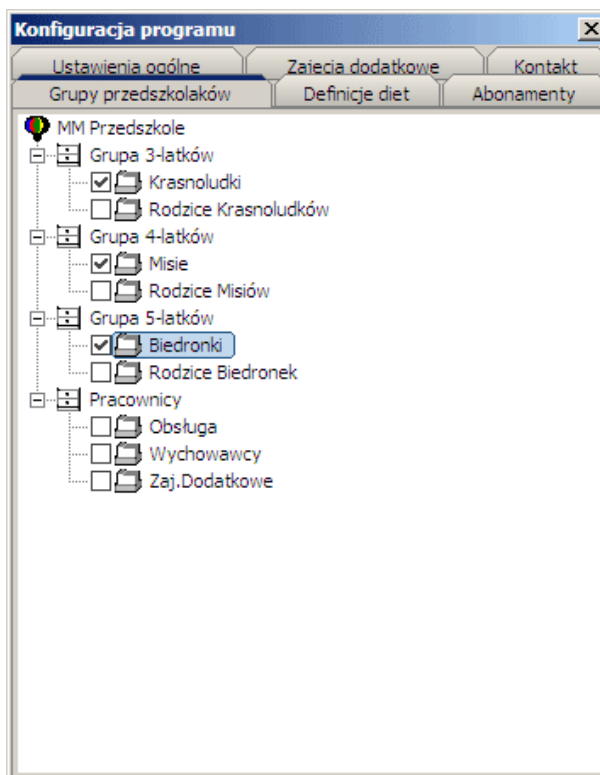 Konfiguracja programu
Ustawienia ogólne Zajęcia dodatkowe Kontakt
Grupy przedszkolaków Definicje diet Abonamenty
MM Przedszkole
Grupa 3-latków
Krasnoludki
Rodzice Krasnoludków
Grupa 4-latków
Misie
Rodzice Misiów
Grupa 5-latków
Biedronki
Rodzice Biedronek
Pracownicy
Obsługa
Wychowawcy
Zaj.Dodatkowe